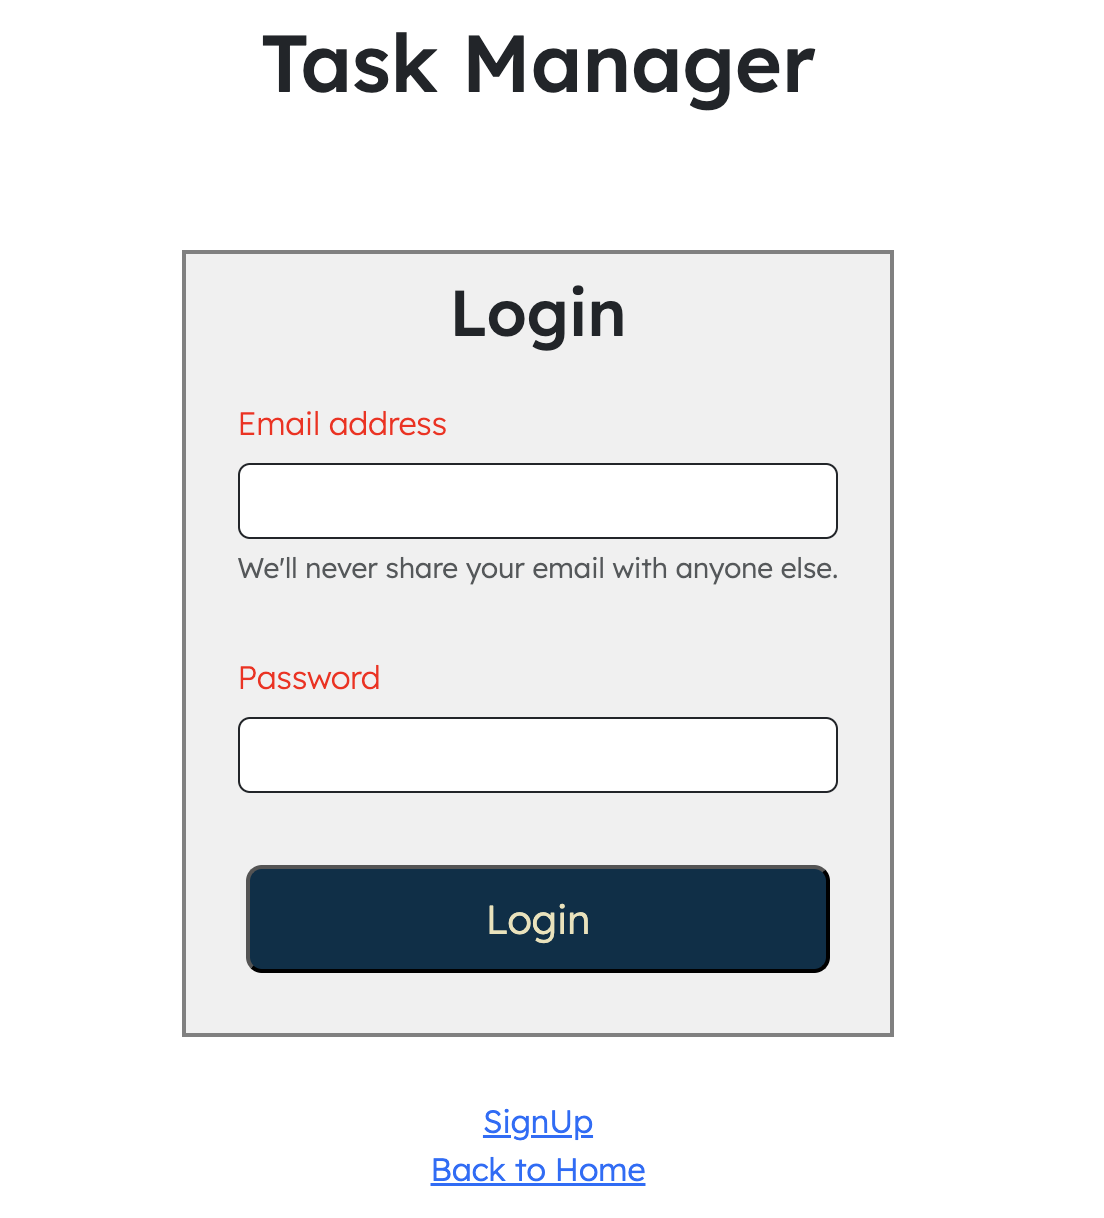 Task Manager
Login
Email address
We'll never share your email with anyone else.
Password
Login
SignUp
Back to Home